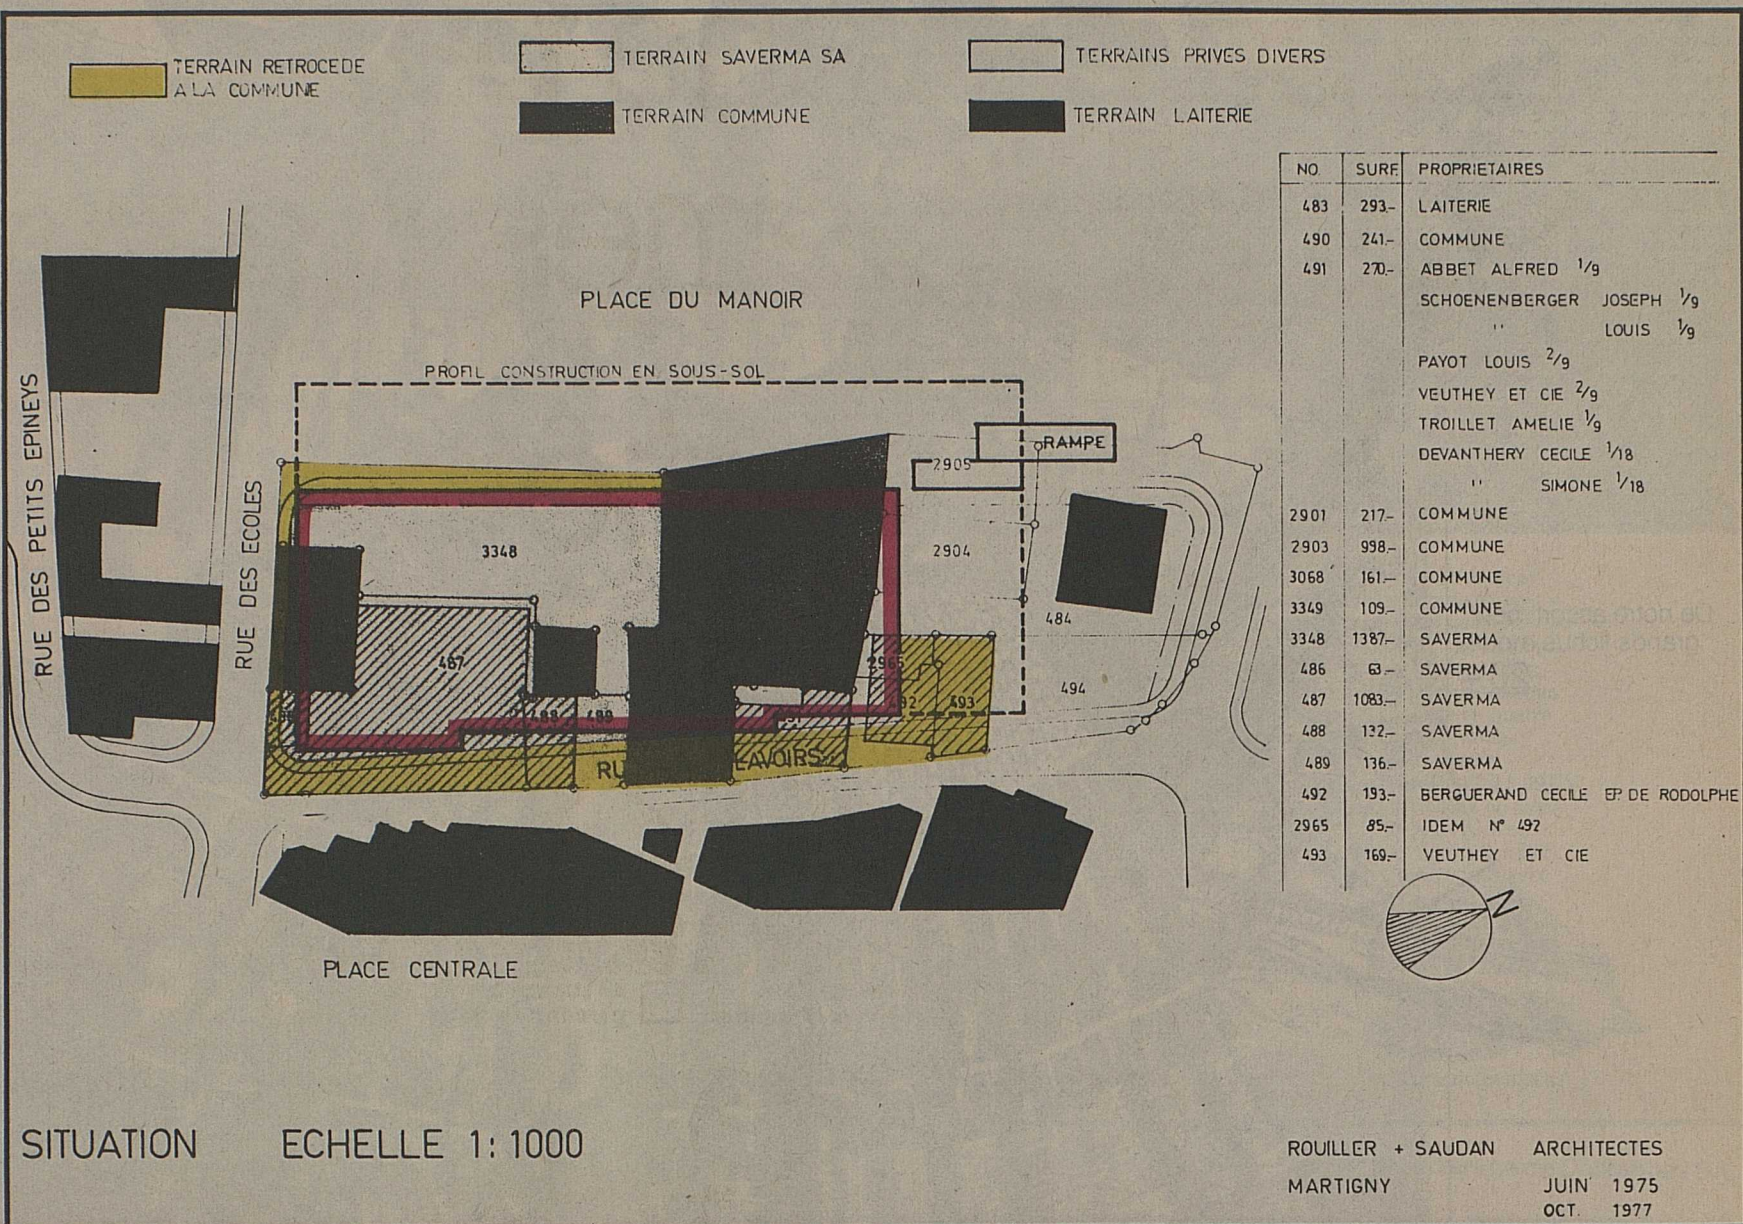 TERRAIN RETROCEDE
A LA COMMUNE
TERRAIN SAVERMA SA
TERRAIN COMMUNE
TERRAINS PRIVES DIVERS
TERRAIN LAITERIE
NO. SURF. PROPRIETAIRES
483 293.- LAITERIE
490 241.- COMMUNE
491 270.- ABBET ALFRED 1/9
SCHOENENBERGER JOSEPH 1/9
" LOUIS 1/9
PAYOT LOUIS 2/9
VEUTHEY ET CIE 2/9
TROILLET AMELIE 1/9
DEVANTHERY CECILE 1/18
" SIMONE 1/18
2901 217.- COMMUNE
2903 998.- COMMUNE
3068 161.- COMMUNE
3349 109.- COMMUNE
3348 1387.- SAVERMA
486 63.- SAVERMA
487 1083.- SAVERMA
488 132.- SAVERMA
489 136.- SAVERMA
492 193.- BERGUERAND CECILE EP. DE RODOLPHE
2965 85.- IDEM N° 492
493 169.- VEUTHEY ET CIE
N
PLACE DU MANOIR
PROFIL CONSTRUCTION EN SOUS-SOL
RUE DES PETITS EPINEYS
RUE DES ECOLES
RAMPE
2905
3348
2904
484
487
2965
494
488
489
492
493
RU LAVOIRS
PLACE CENTRALE
SITUATION ECHELLE 1:1000
ROUILLER + SAUDAN ARCHITECTES
MARTIGNY JUIN 1975
OCT. 1977